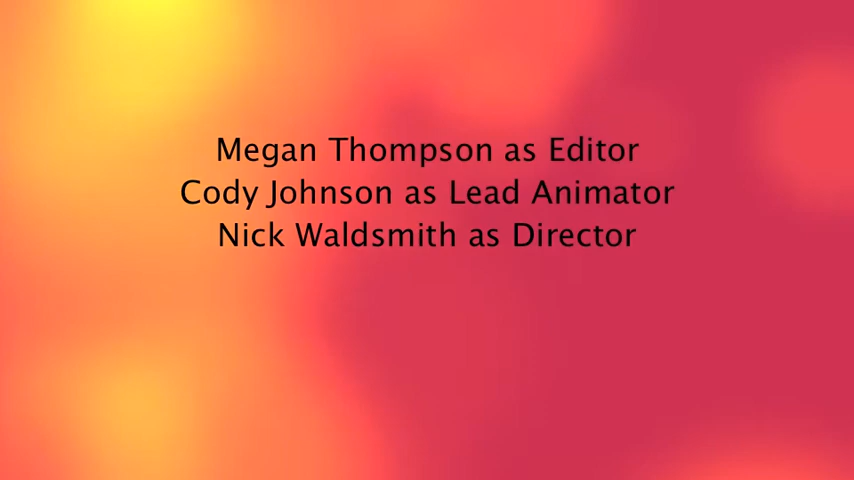 Megan Thompson as Editor
Cody Johnson as Lead Animator
Nick Waldsmith as Director